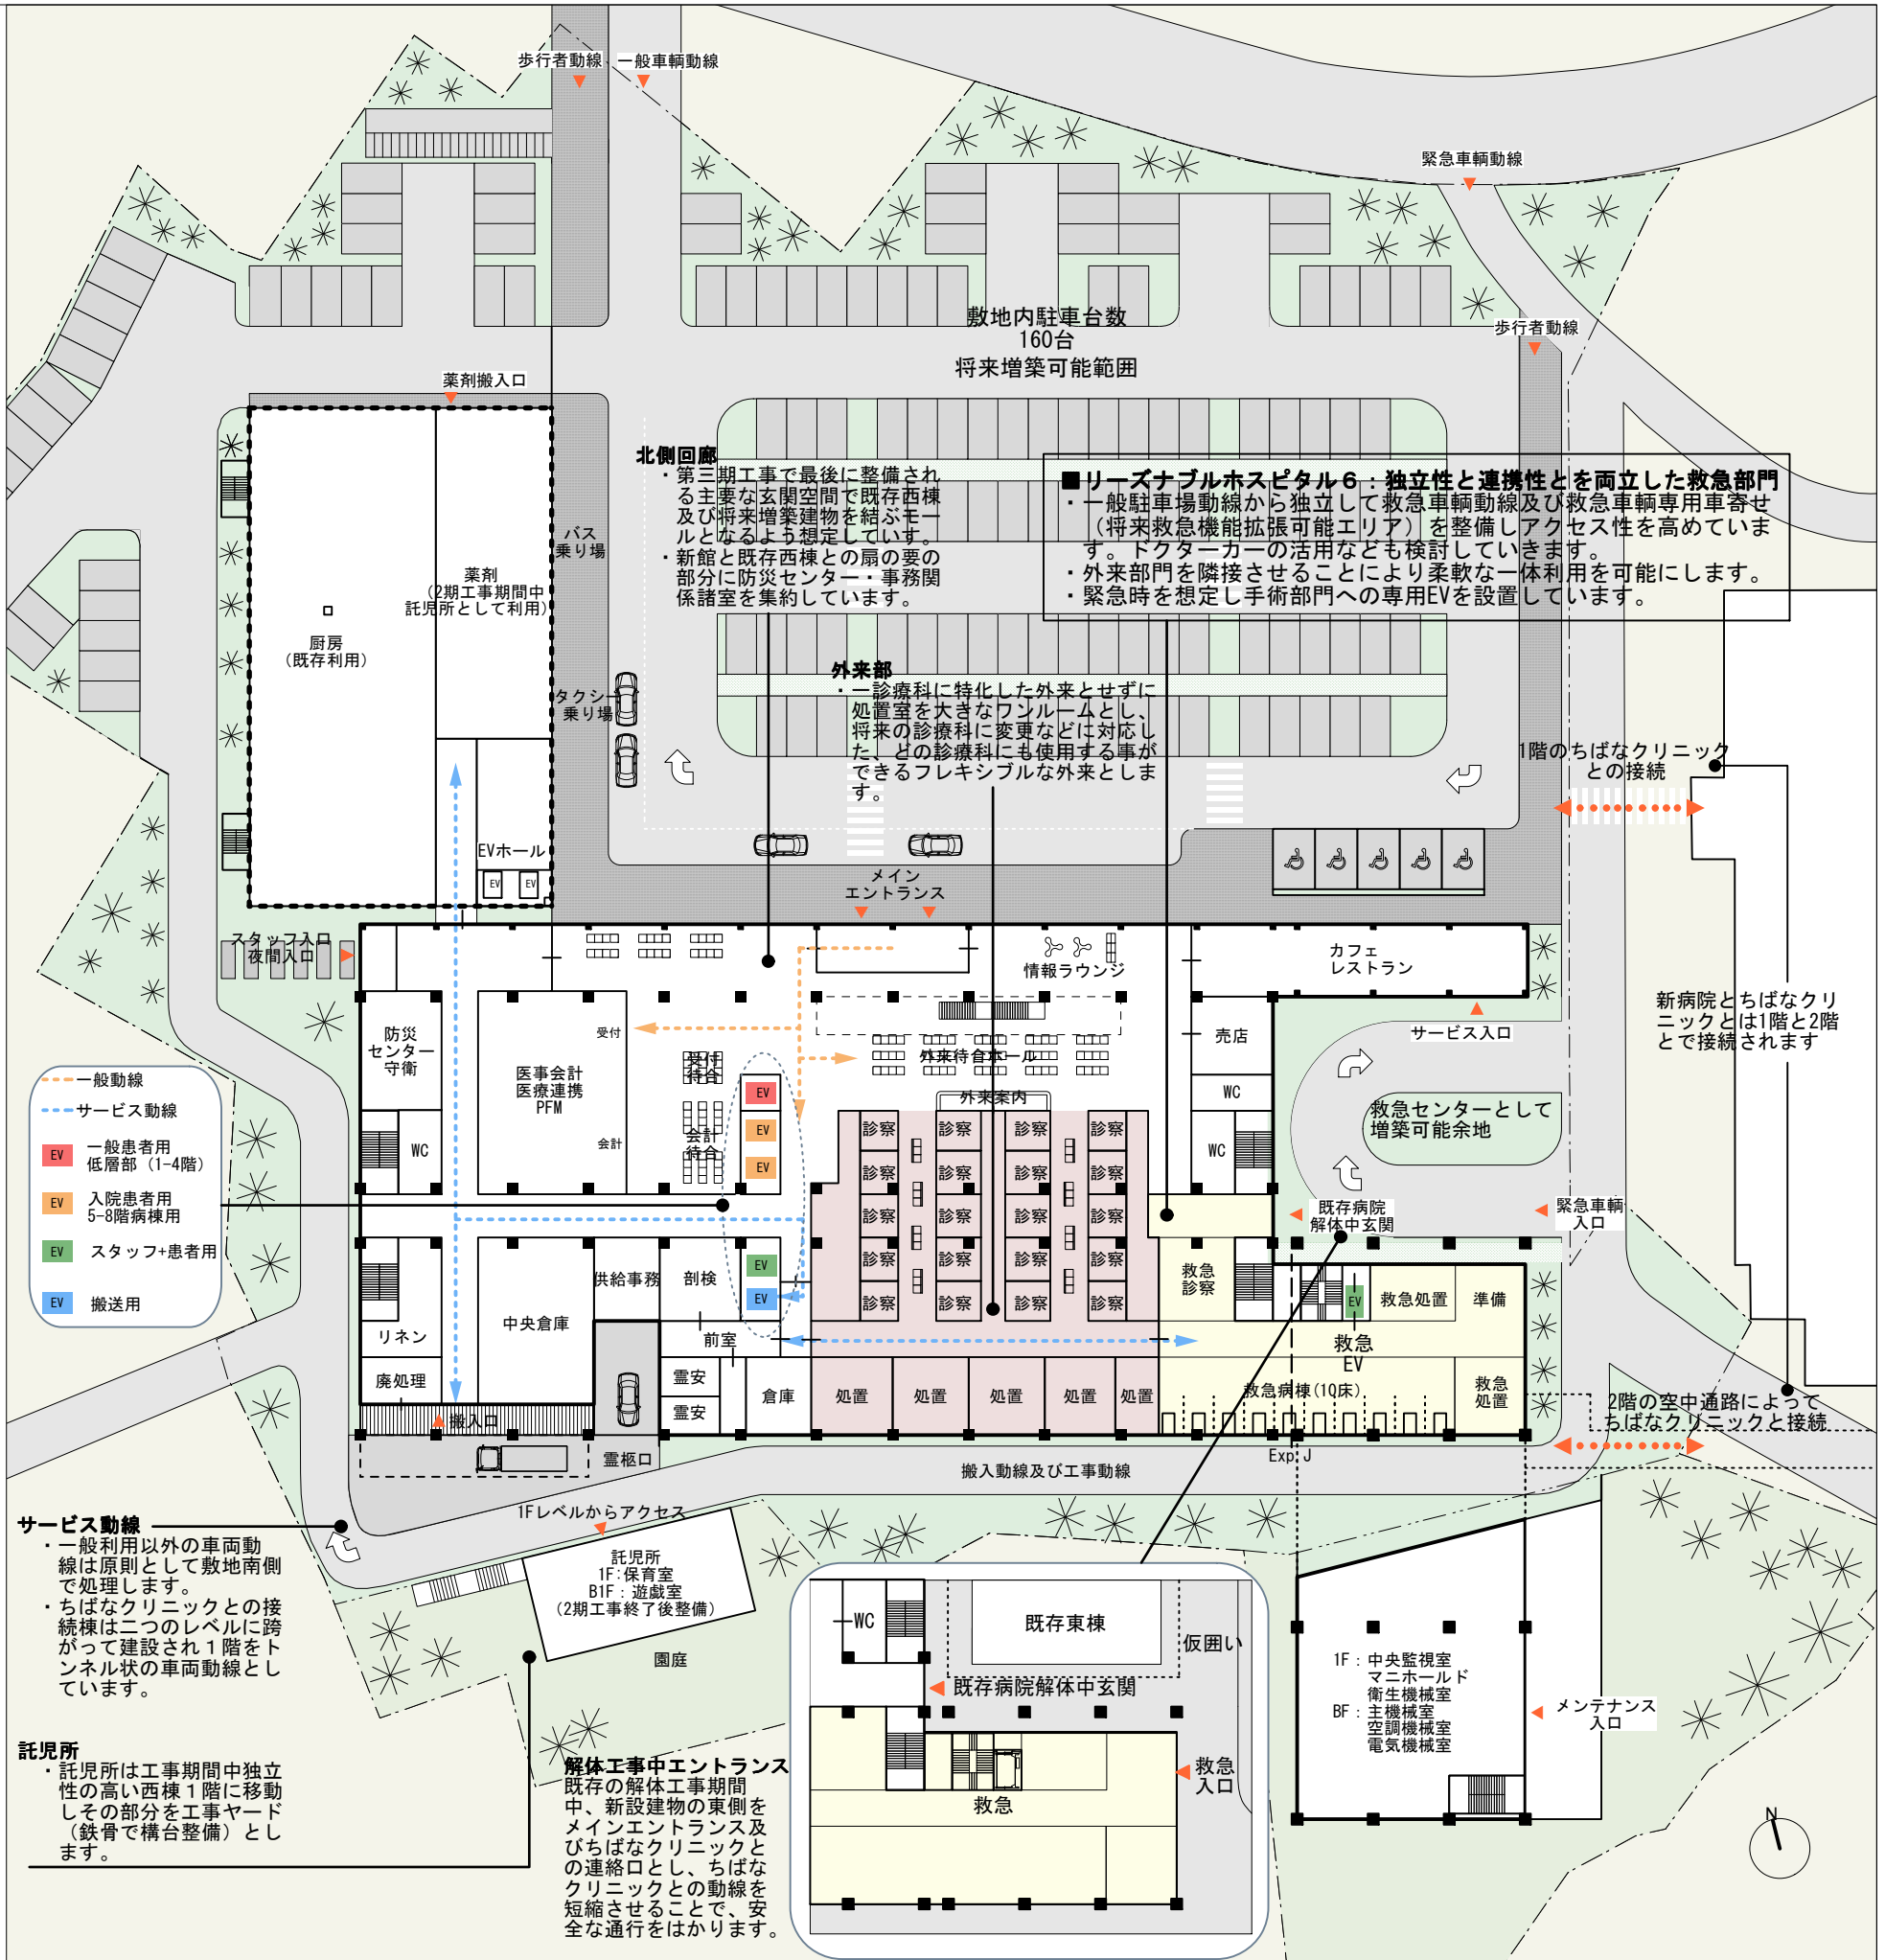 歩行者動線
一般車輌動線
緊急車輌動線
歩行者動線
敷地内駐車台数
160台
将来増築可能範囲
薬剤搬入口
北側回廊
・第三期工事で最後に整備され
る主要な玄関空間で既存西棟
及び将来増築建物を結ぶモー
ルとなるよう想定していす。
・新館と既存西棟との扇の要の
部分に防災センター・事務関
係諸室を集約しています。
■リーズナブルホスピタル６：独立性と連携性とを両立した救急部門
・一般駐車場動線から独立して救急車輌動線及び救急車輌専用車寄せ
（将来救急機能拡張可能エリア）を整備しアクセス性を高めていま
す。ドクターカーの活用なども検討していきます。
・外来部門を隣接させることにより柔軟な一体利用を可能にします。
・緊急時を想定し手術部門への専用EVを設置しています。
バス
乗り場
薬剤
（2期工事期間中
託児所として利用）
厨房
（既存利用）
タクシー
乗り場
外来部
・一診療科に特化した外来とせずに
処置室を大きなワンルームとし、
将来の診療科に変更などに対応し
た、どの診療科にも使用する事が
できるフレキシブルな外来としま
す。
1階のちばなクリニック
との接続
EVホール
EV
EV
メイン
エントランス
スタッフ入口
夜間入口
情報ラウンジ
カフェ
レストラン
サービス入口
新病院とちばなクリ
ニックとは1階と2階
とで接続されます
防災
センター
守衛
医事会計
医療連携
PFM
受付
受付
待合
会計
会計
待合
外来待合ホール
外来案内
売店
WC
WC
WC
EV
EV
EV
救急センターとして
増築可能余地
一般動線
サービス動線
EV 一般患者用
低層部（1-4階）
EV 入院患者用
5-8階病棟用
EV スタッフ+患者用
EV 搬送用
診察 診察 診察 診察
診察 診察 診察 診察
診察 診察 診察 診察
診察 診察 診察 診察
診察 診察 診察 診察
既存病院
解体中玄関
緊急車輌
入口
供給事務
剖検
EV
EV
救急
診察
EV
救急処置
準備
リネン
中央倉庫
前室
救急
EV
廃処理
霊安
霊安
倉庫
処置 処置 処置 処置 処置
救急病棟(10床)
救急
処置
搬入口
霊柩口
搬入動線及び工事動線
Exp.J
2階の空中通路によって
ちばなクリニックと接続
サービス動線
・一般利用以外の車両動
線は原則として敷地南側
で処理します。
・ちばなクリニックとの接
続棟は二つのレベルに跨
がって建設され１階をト
ンネル状の車両動線とし
ています。
1Fレベルからアクセス
託児所
1F:保育室
B1F：遊戯室
(2期工事終了後整備)
園庭
託児所
・託児所は工事期間中独立
性の高い西棟１階に移動
しその部分を工事ヤード
（鉄骨で構台整備）とし
ます。
解体工事中エントランス
既存の解体工事期間
中、新設建物の東側を
メインエントランス及
びちばなクリニックと
の連絡口とし、ちばな
クリニックとの動線を
短縮させることで、安
全な通行をはかります。
WC
既存東棟
仮囲い
既存病院解体中玄関
救急
入口
救急
1F：中央監視室
マニホールド
衛生機械室
BF：主機械室
空調機械室
電気機械室
メンテナンス
入口
N